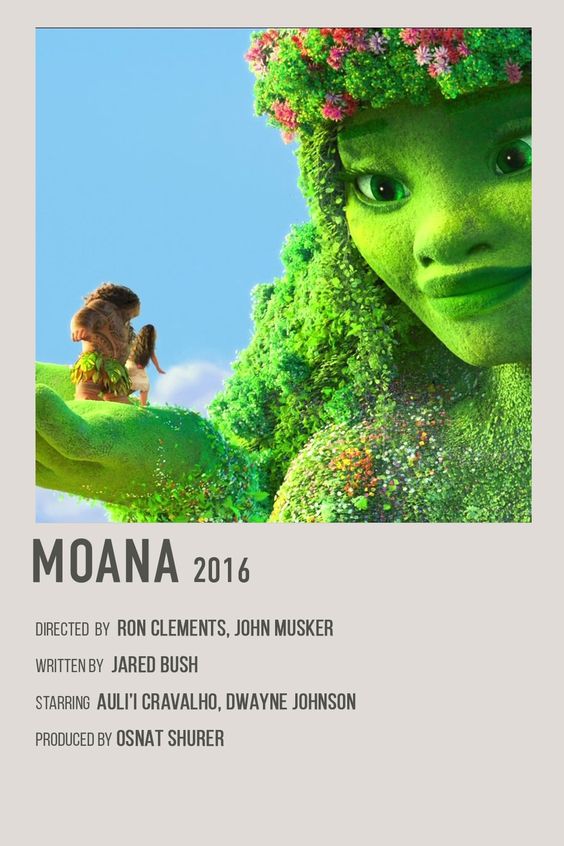 MOANA 2016
DIRECTED BY RON CLEMENTS, JOHN MUSKER
WRITTEN BY JARED BUSH
STARRING AULI'I CRAVALHO, DWAYNE JOHNSON
PRODUCED BY OSNAT SHURER